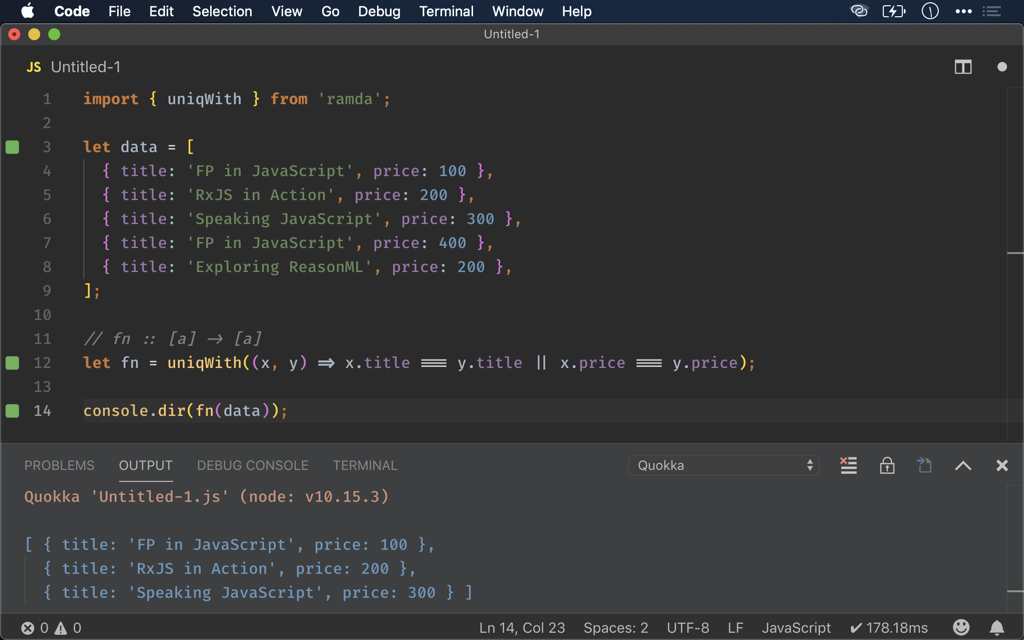 Code File Edit Selection View Go Debug Terminal Window Help
Untitled-1
JS Untitled-1
1 import { uniqWith } from 'ramda';
2
3 let data = [
4 { title: 'FP in JavaScript', price: 100 },
5 { title: 'RxJS in Action', price: 200 },
6 { title: 'Speaking JavaScript', price: 300 },
7 { title: 'FP in JavaScript', price: 400 },
8 { title: 'Exploring ReasonML', price: 200 },
9 ];
10
11 // fn :: [a] -> [a]
12 let fn = uniqWith((x, y) => x.title === y.title || x.price === y.price);
13
14 console.dir(fn(data));
PROBLEMS OUTPUT DEBUG CONSOLE TERMINAL Quokka
Quokka 'Untitled-1.js' (node: v10.15.3)
[ { title: 'FP in JavaScript', price: 100 },
{ title: 'RxJS in Action', price: 200 },
{ title: 'Speaking JavaScript', price: 300 } ]
0 0 Ln 14, Col 23 Spaces: 2 UTF-8 LF JavaScript ✔ 178.18ms